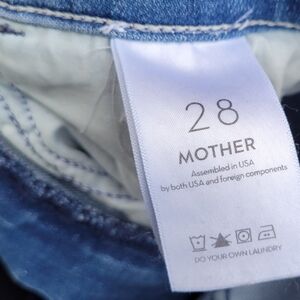 28
MOTHER
Assembled in USA
by both USA and foreign components
DO YOUR OWN LAUNDRY